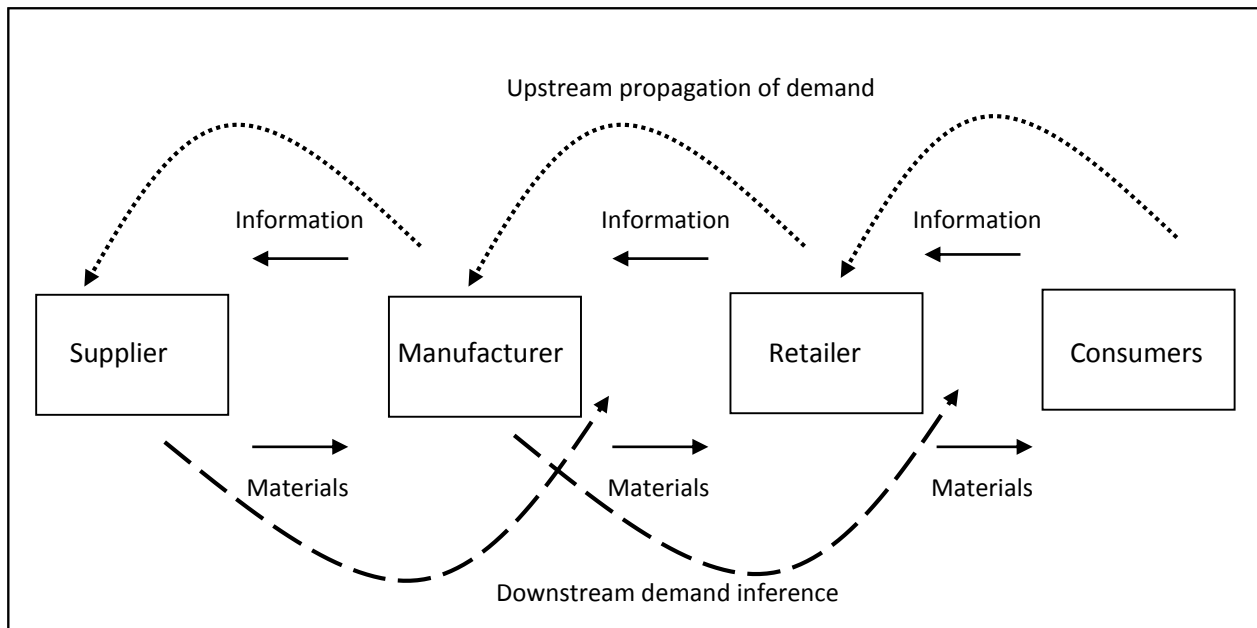 Upstream propagation of demand
Information
Information
Information
Supplier
Manufacturer
Retailer
Consumers
Materials
Materials
Materials
Downstream demand inference